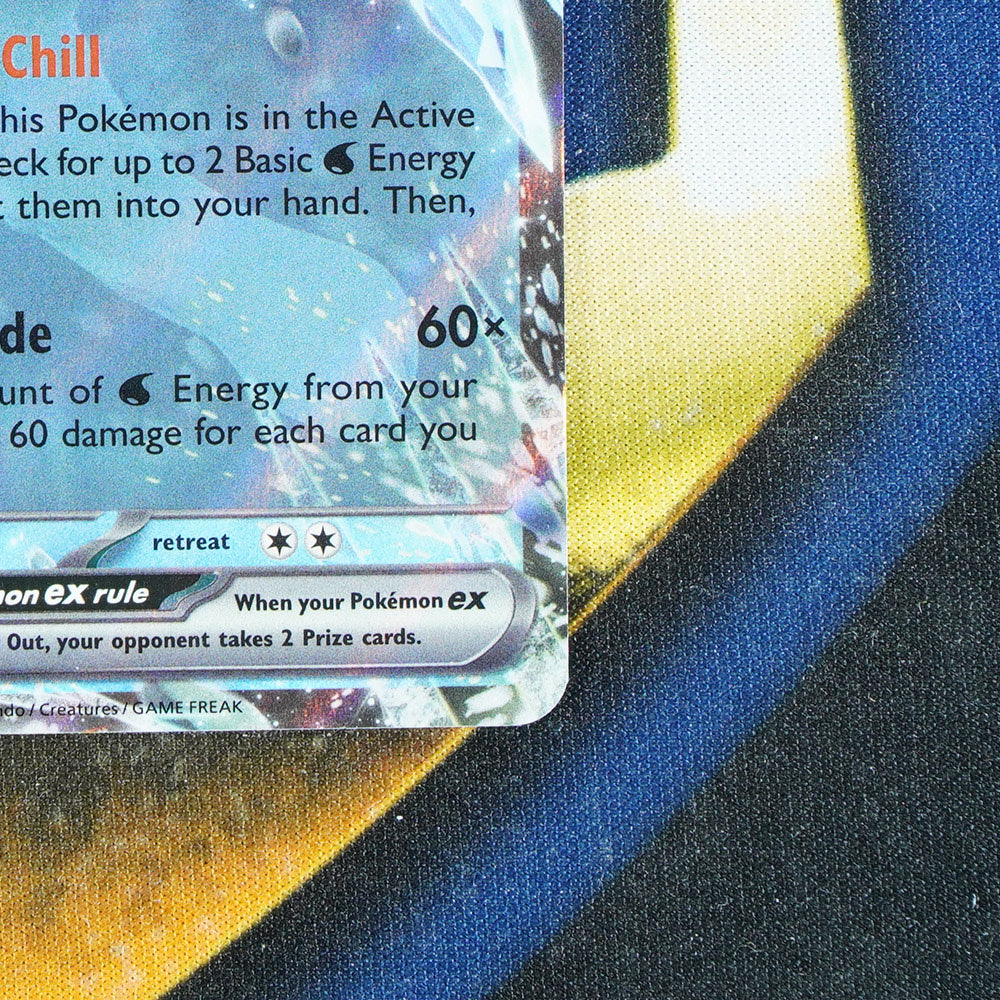 Chill
his Pokémon is in the Active
eck for up to 2 Basic Energy
t them into your hand. Then,
de 60×
unt of Energy from your
60 damage for each card you
retreat
on ex rule When your Pokémon ex
Out, your opponent takes 2 Prize cards.
ndo / Creatures / GAME FREAK